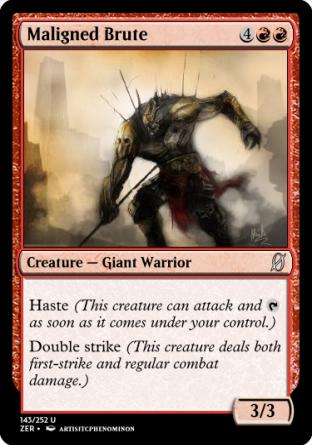 Maligned Brute 4
Creature — Giant Warrior
Haste (This creature can attack and
as soon as it comes under your control.)
Double strike (This creature deals both
first-strike and regular combat
damage.)
143/252 U
ZER • ARTISITCPHENOMINON
3/3